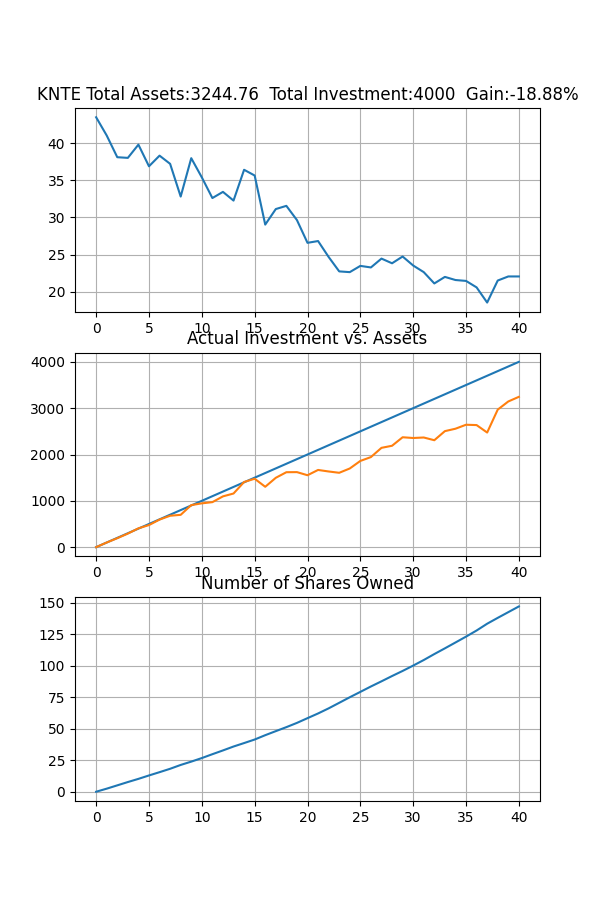 KNTE Total Assets:3244.76  Total Investment:4000  Gain:-18.88%
40
35
30
25
20
0 5 10 15 20 25 30 35 40
Actual Investment vs. Assets
4000
3000
2000
1000
0
0 5 10 15 20 25 30 35 40
Number of Shares Owned
150
125
100
75
50
25
0
0 5 10 15 20 25 30 35 40